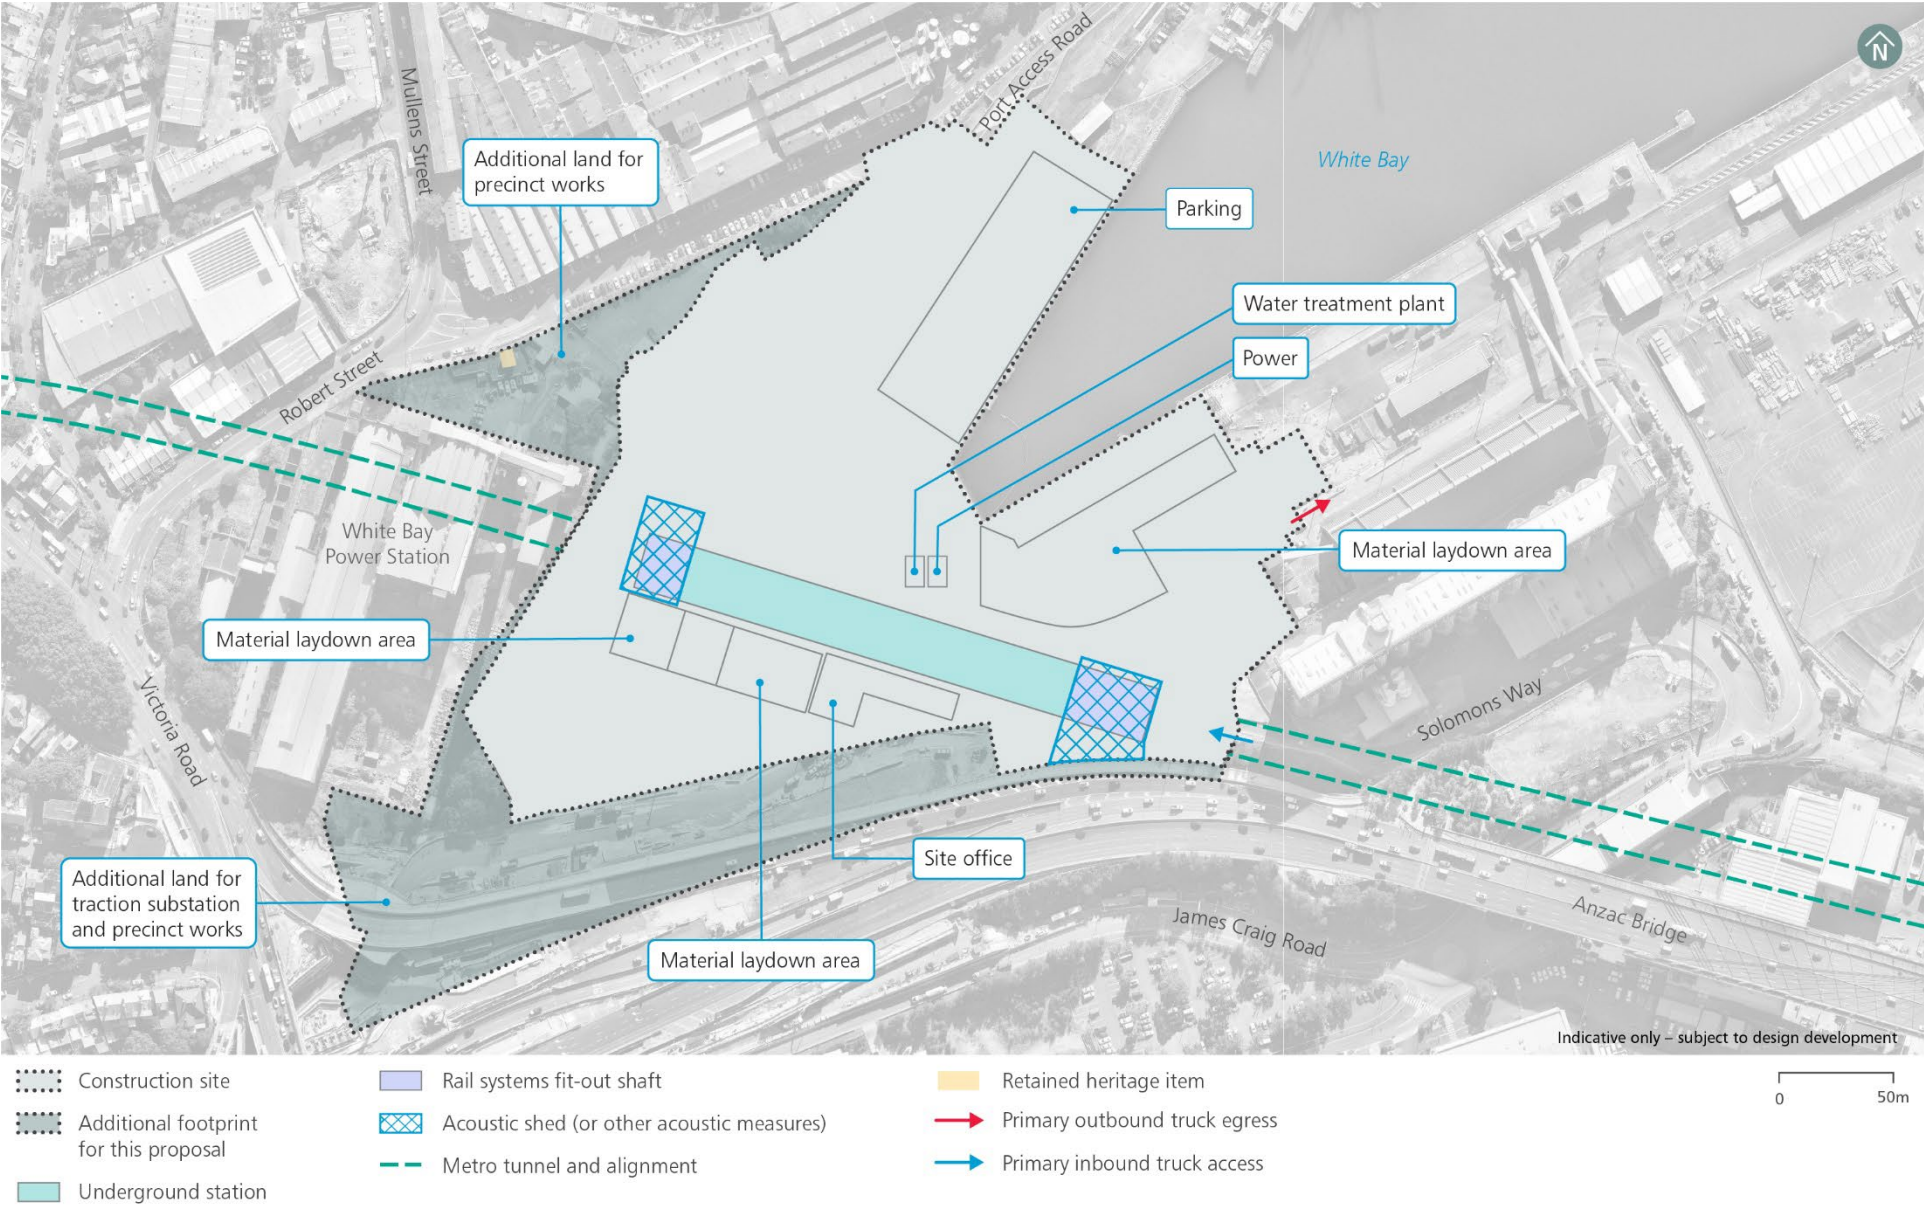 N
Port Access Road
Mullens Street
Additional land for
precinct works
White Bay
Parking
Water treatment plant
Power
Robert Street
White Bay
Power Station
Material laydown area
Material laydown area
Victoria Road
Solomons Way
Site office
Additional land for
traction substation
and precinct works
Material laydown area
James Craig Road
Anzac Bridge
Indicative only – subject to design development
Construction site
Additional footprint
for this proposal
Underground station
Rail systems fit-out shaft
Acoustic shed (or other acoustic measures)
Metro tunnel and alignment
Retained heritage item
Primary outbound truck egress
Primary inbound truck access
0 50m